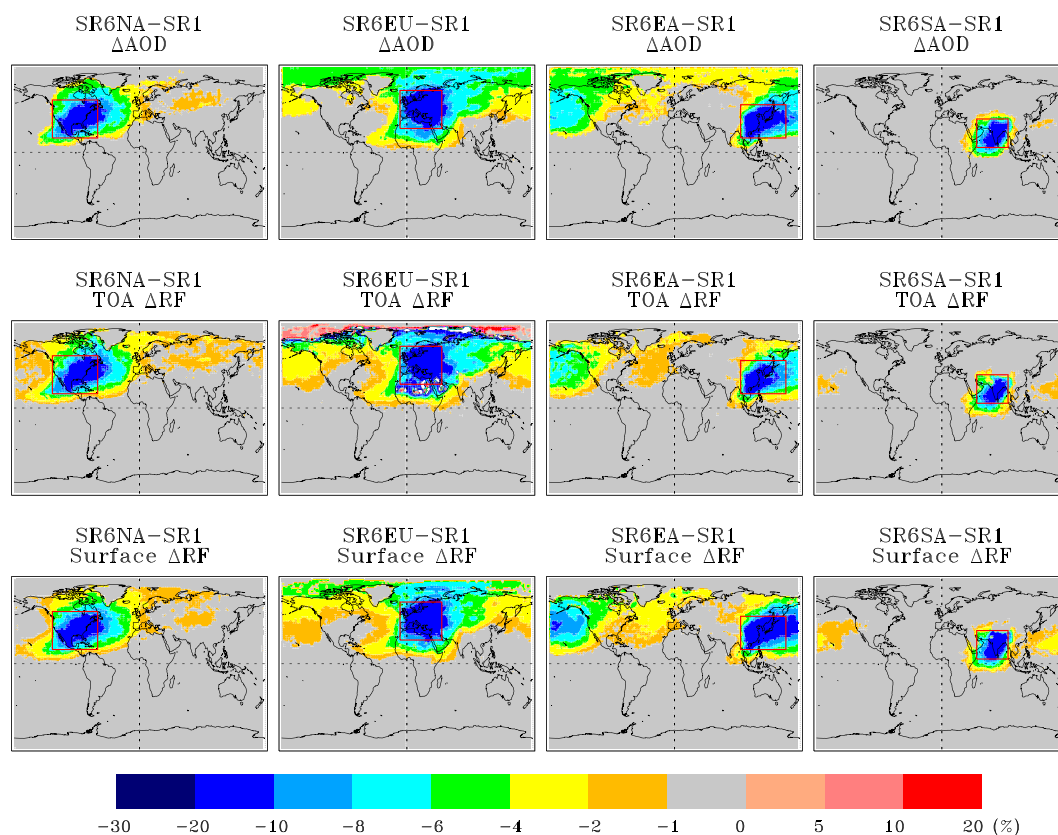 SR6NA-SR1
ΔAOD
SR6EU-SR1
ΔAOD
SR6EA-SR1
ΔAOD
SR6SA-SR1
ΔAOD
SR6NA-SR1
TOA ΔRF
SR6EU-SR1
TOA ΔRF
SR6EA-SR1
TOA ΔRF
SR6SA-SR1
TOA ΔRF
SR6NA-SR1
Surface ΔRF
SR6EU-SR1
Surface ΔRF
SR6EA-SR1
Surface ΔRF
SR6SA-SR1
Surface ΔRF
-30 -20 -10 -8 -6 -4 -2 -1 0 5 10 20 (%)